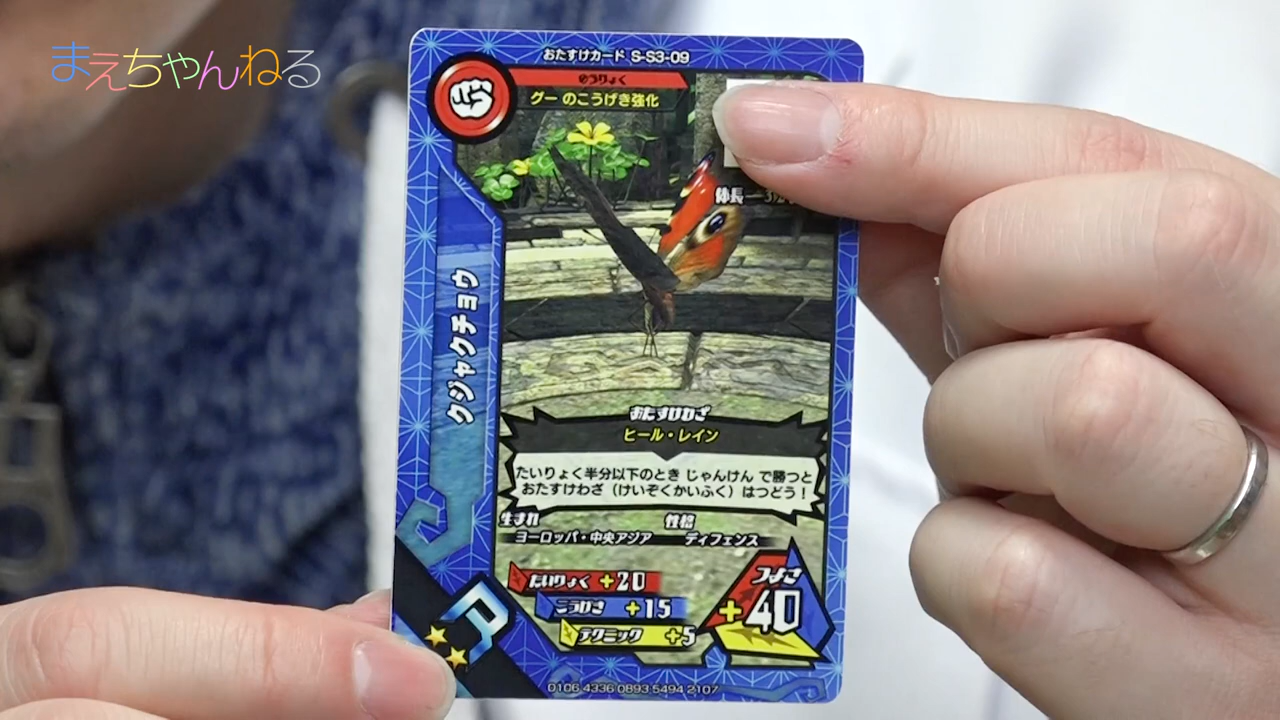 まえちゃんねる
おたすけカード S-S3-09
のうりょく
グー のこうげき強化
体長
クジャクチョウ
おたすけわざ
ヒール・レイン
たいりょく半分以下のとき じゃんけん で勝つと
おたすけわざ（けいぞくかいふく）はつどう！
生まれ 性格
ヨーロッパ・中央アジア ディフェンス
たいりょく +20
こうげき +15
テクニック +5
つよさ
+40
0106 4336 0893 5494 2107